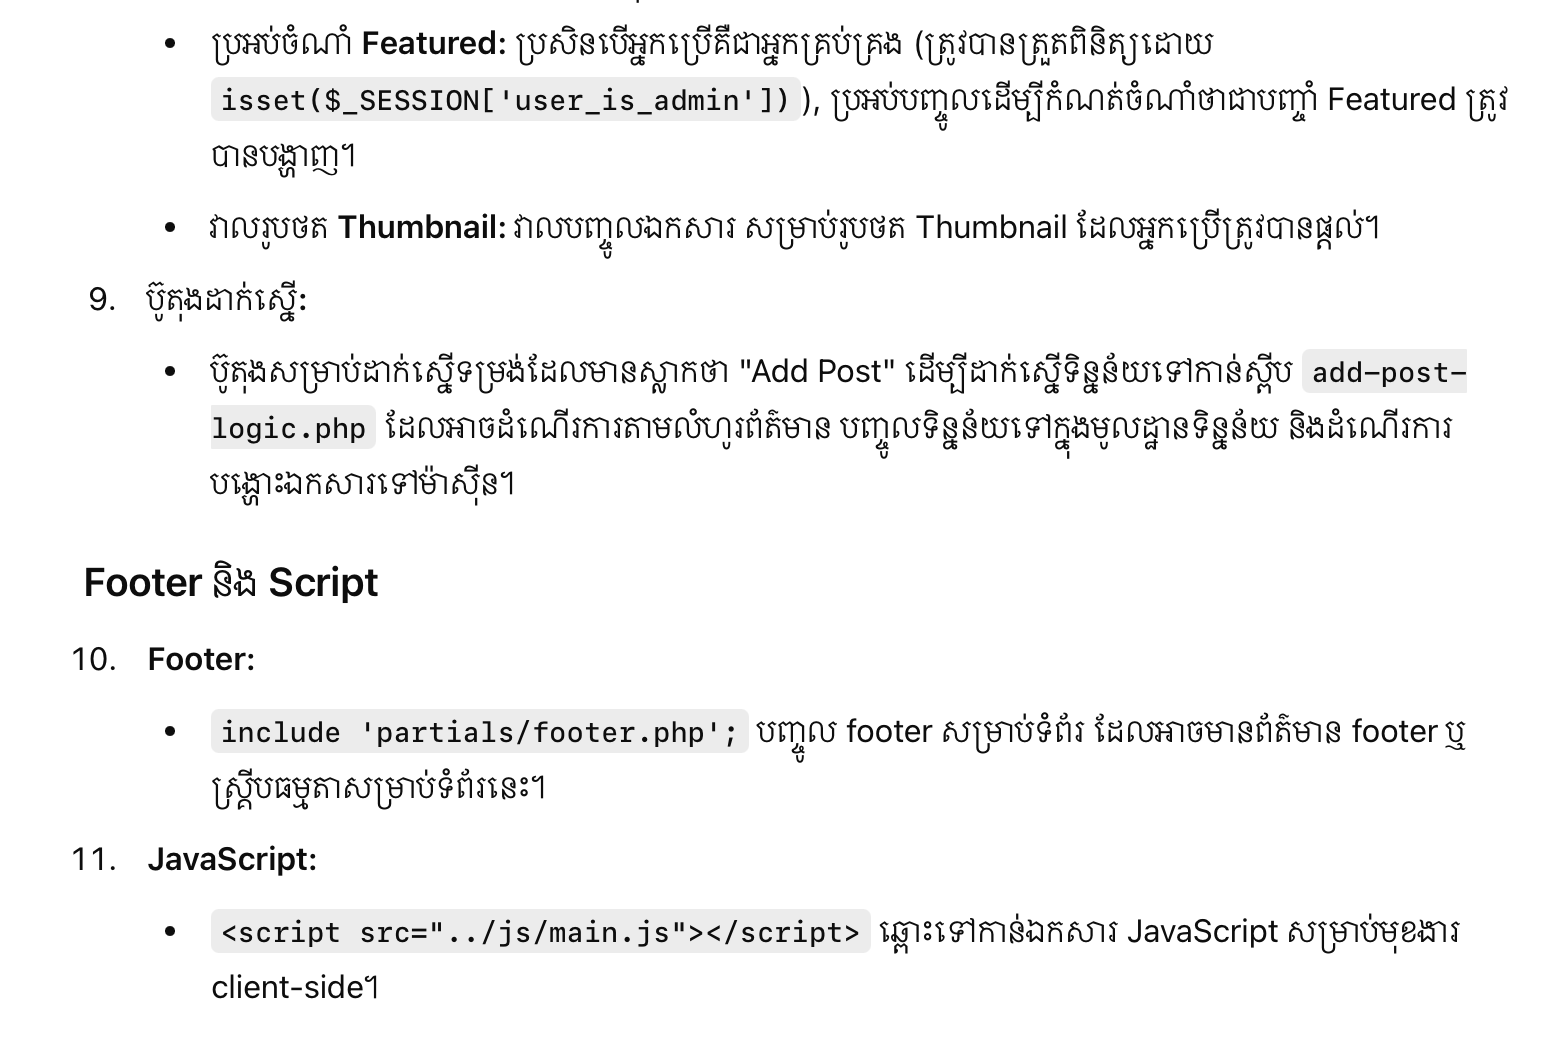 • ប្រអប់ចំណាំ Featured: ប្រសិនបើអ្នកប្រើគឺជាអ្នកគ្រប់គ្រង (ត្រូវបានត្រួតពិនិត្យដោយ
isset($_SESSION['user_is_admin'])), ប្រអប់បញ្ចូលដើម្បីកំណត់ចំណាំថាជាបញ្ចាំ Featured ត្រូវ
បានបង្ហាញ។
• វាលរូបថត Thumbnail: វាលបញ្ចូលឯកសារ សម្រាប់រូបថត Thumbnail ដែលអ្នកប្រើត្រូវបានផ្តល់។
9. ប៊ូតុងដាក់ស្នើ:
• ប៊ូតុងសម្រាប់ដាក់ស្នើទម្រង់ដែលមានស្លាកថា "Add Post" ដើម្បីដាក់ស្នើទិន្នន័យទៅកាន់ស្គីប add-post-
logic.php ដែលអាចដំណើរការតាមលំហូរព័ត៌មាន បញ្ចូលទិន្នន័យទៅក្នុងមូលដ្ឋានទិន្នន័យ និងដំណើរការ
បង្ហោះឯកសារទៅម៉ាស៊ីន។
Footer និង Script
10. Footer:
• include 'partials/footer.php'; បញ្ចូល footer សម្រាប់ទំព័រ ដែលអាចមានព័ត៌មាន footer ឬ
ស្គ្រីបធម្មតាសម្រាប់ទំព័រនេះ។
11. JavaScript:
• <script src="../js/main.js"></script> ឆ្ពោះទៅកាន់ឯកសារ JavaScript សម្រាប់មុខងារ
client-side។